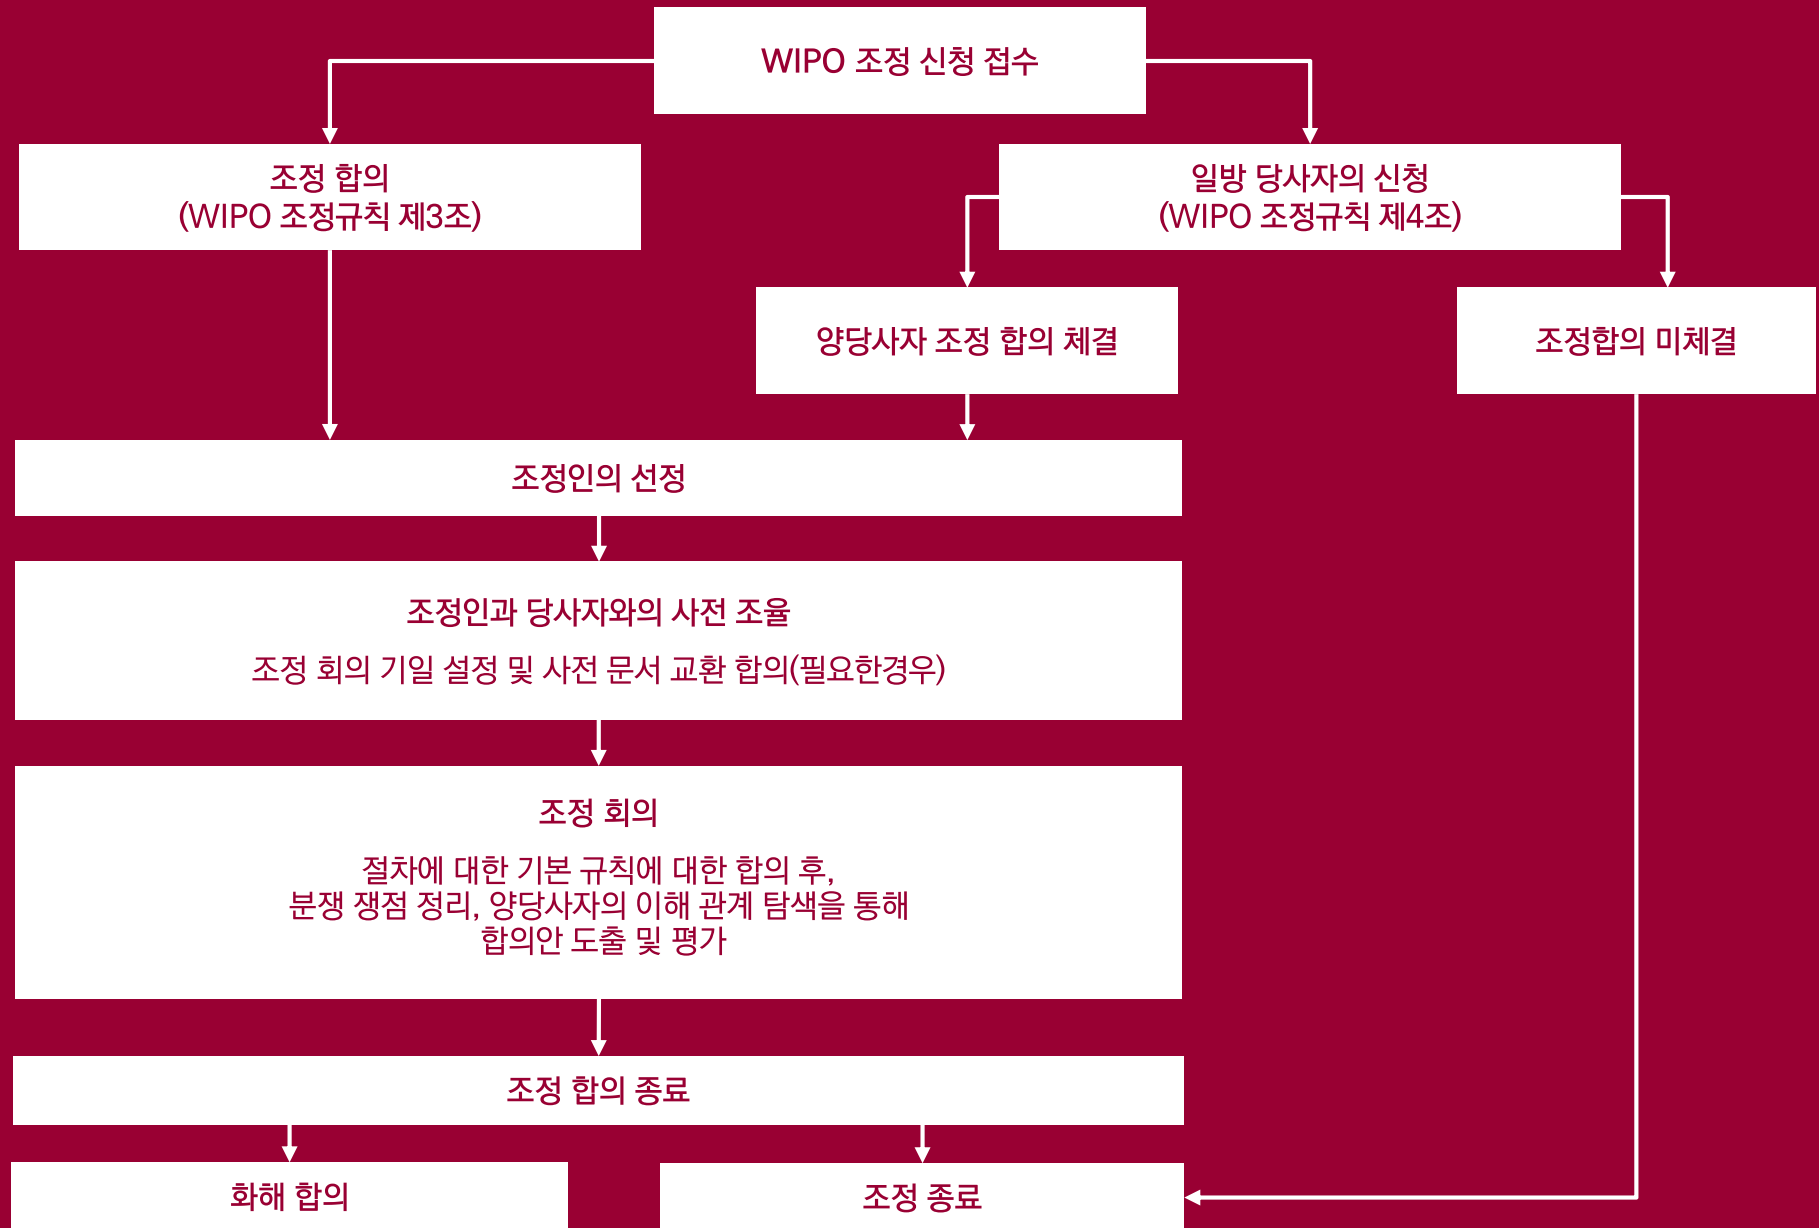 WIPO 조정 신청 접수
조정 합의
(WIPO 조정규칙 제3조)
일방 당사자의 신청
(WIPO 조정규칙 제4조)
양당사자 조정 합의 체결
조정합의 미체결
조정인의 선정
조정인과 당사자와의 사전 조율
조정 회의 기일 설정 및 사전 문서 교환 합의(필요한경우)
조정 회의
절차에 대한 기본 규칙에 대한 합의 후,
분쟁 쟁점 정리, 양당사자의 이해 관계 탐색을 통해
합의안 도출 및 평가
조정 합의 종료
화해 합의
조정 종료